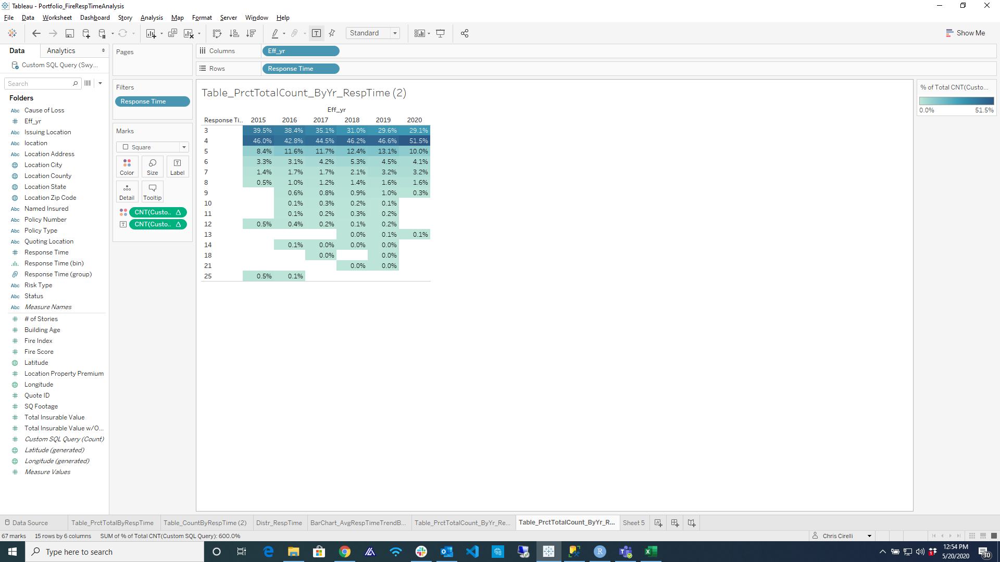 Tableau - Portfolio_FireRespTimeAnalysis
File Data Worksheet Dashboard Story Analysis Map Format Server Window Help
Standard
Show Me
Data Analytics
Custom SQL Query (Swy...
Search
Folders
Abc Cause of Loss
Eff_yr
Abc Issuing Location
Abc location
Abc Location Address
Location City
Location County
Location State
Location Zip Code
Abc Named Insured
Abc Policy Number
Abc Policy Type
Abc Quoting Location
Response Time
Response Time (bin)
Response Time (group)
Abc Risk Type
Abc Status
Abc Measure Names
# of Stories
Building Age
Fire Index
Fire Score
Latitude
Location Property Premium
Longitude
Quote ID
SQ Footage
Total Insurable Value
Total Insurable Value w/O...
Custom SQL Query (Count)
Latitude (generated)
Longitude (generated)
Measure Values
Pages
Filters
Response Time
Marks
Square
Color Size Label
Detail Tooltip
CNT(Custo..
CNT(Custo..
Columns Eff_yr
Rows Response Time
Table_PrctTotalCount_ByYr_RespTime (2)
Eff_yr
Response Ti.. 2015 2016 2017 2018 2019 2020
3 39.5% 38.4% 35.1% 31.0% 29.6% 29.1%
4 46.0% 42.8% 44.5% 46.2% 46.6% 51.5%
5 8.4% 11.6% 11.7% 12.4% 13.1% 10.0%
6 3.3% 3.1% 4.2% 5.3% 4.5% 4.1%
7 1.4% 1.7% 1.7% 2.1% 3.2% 3.2%
8 0.5% 1.0% 1.2% 1.4% 1.6% 1.6%
9 0.6% 0.8% 0.9% 1.0% 0.3%
10 0.1% 0.3% 0.2% 0.1%
11 0.1% 0.2% 0.3% 0.2%
12 0.5% 0.4% 0.2% 0.1% 0.2%
13 0.0% 0.1% 0.1%
14 0.1% 0.0% 0.0% 0.0%
18 0.0% 0.0%
21 0.0% 0.0%
25 0.5% 0.1%
% of Total CNT(Custo...
0.0% 51.5%
Data Source Table_PrctTotalByRespTime Table_CountByRespTime (2) Distr_RespTime BarChart_AvgRespTimeTrendB... Table_PrctTotalCount_ByYr_Re... Table_PrctTotalCount_ByYr_R... Sheet 5
67 marks 15 rows by 6 columns SUM of % of Total CNT(Custom SQL Query): 600.0% Chris Cirelli
Type here to search
12:54 PM
5/20/2020
30